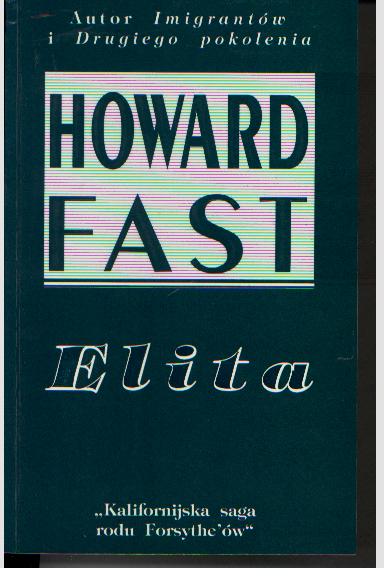 Autor Imigrantów
i Drugiego pokolenia
HOWARD
FAST
Elita
„Kalifornijska saga
rodu Forsythe'ów"